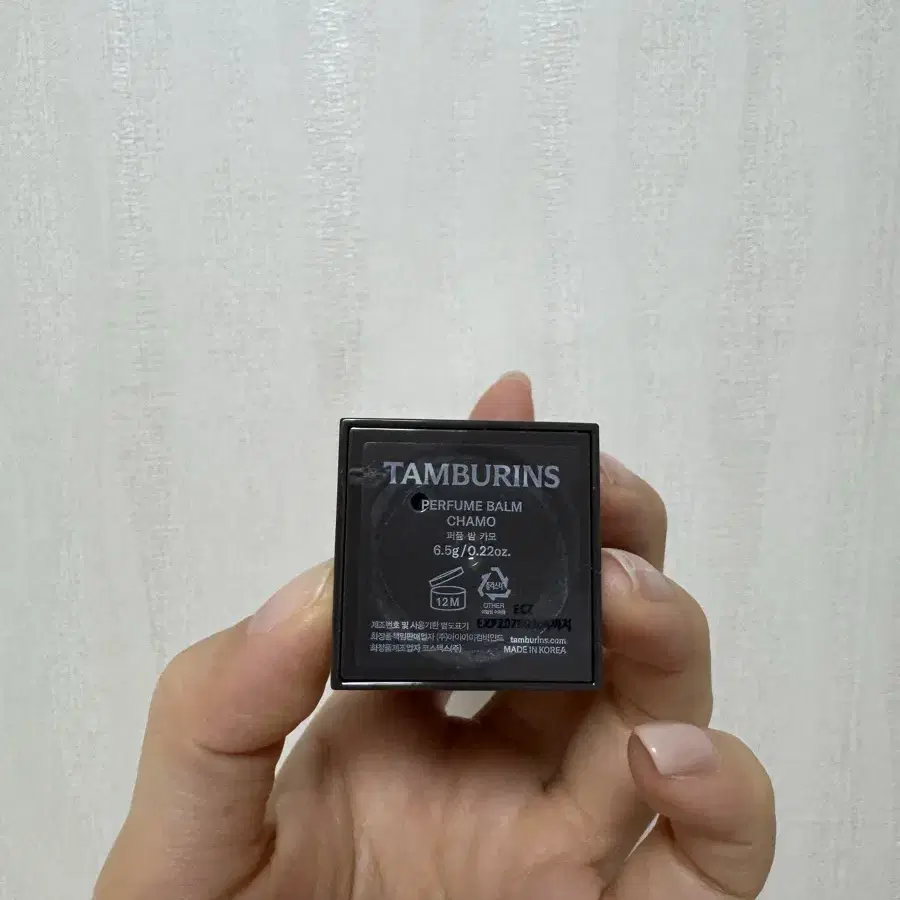 TAMBURINS
PERFUME BALM
CHAMO
퍼퓸 밤 카모
6.5g/0.22oz.
12M
OTHER
제조번호 및 사용기한 별도표기
화장품책임판매업자 (주)아이아이컴바인드
화장품제조업자 코스맥스(주)
tamburins.com
MADE IN KOREA